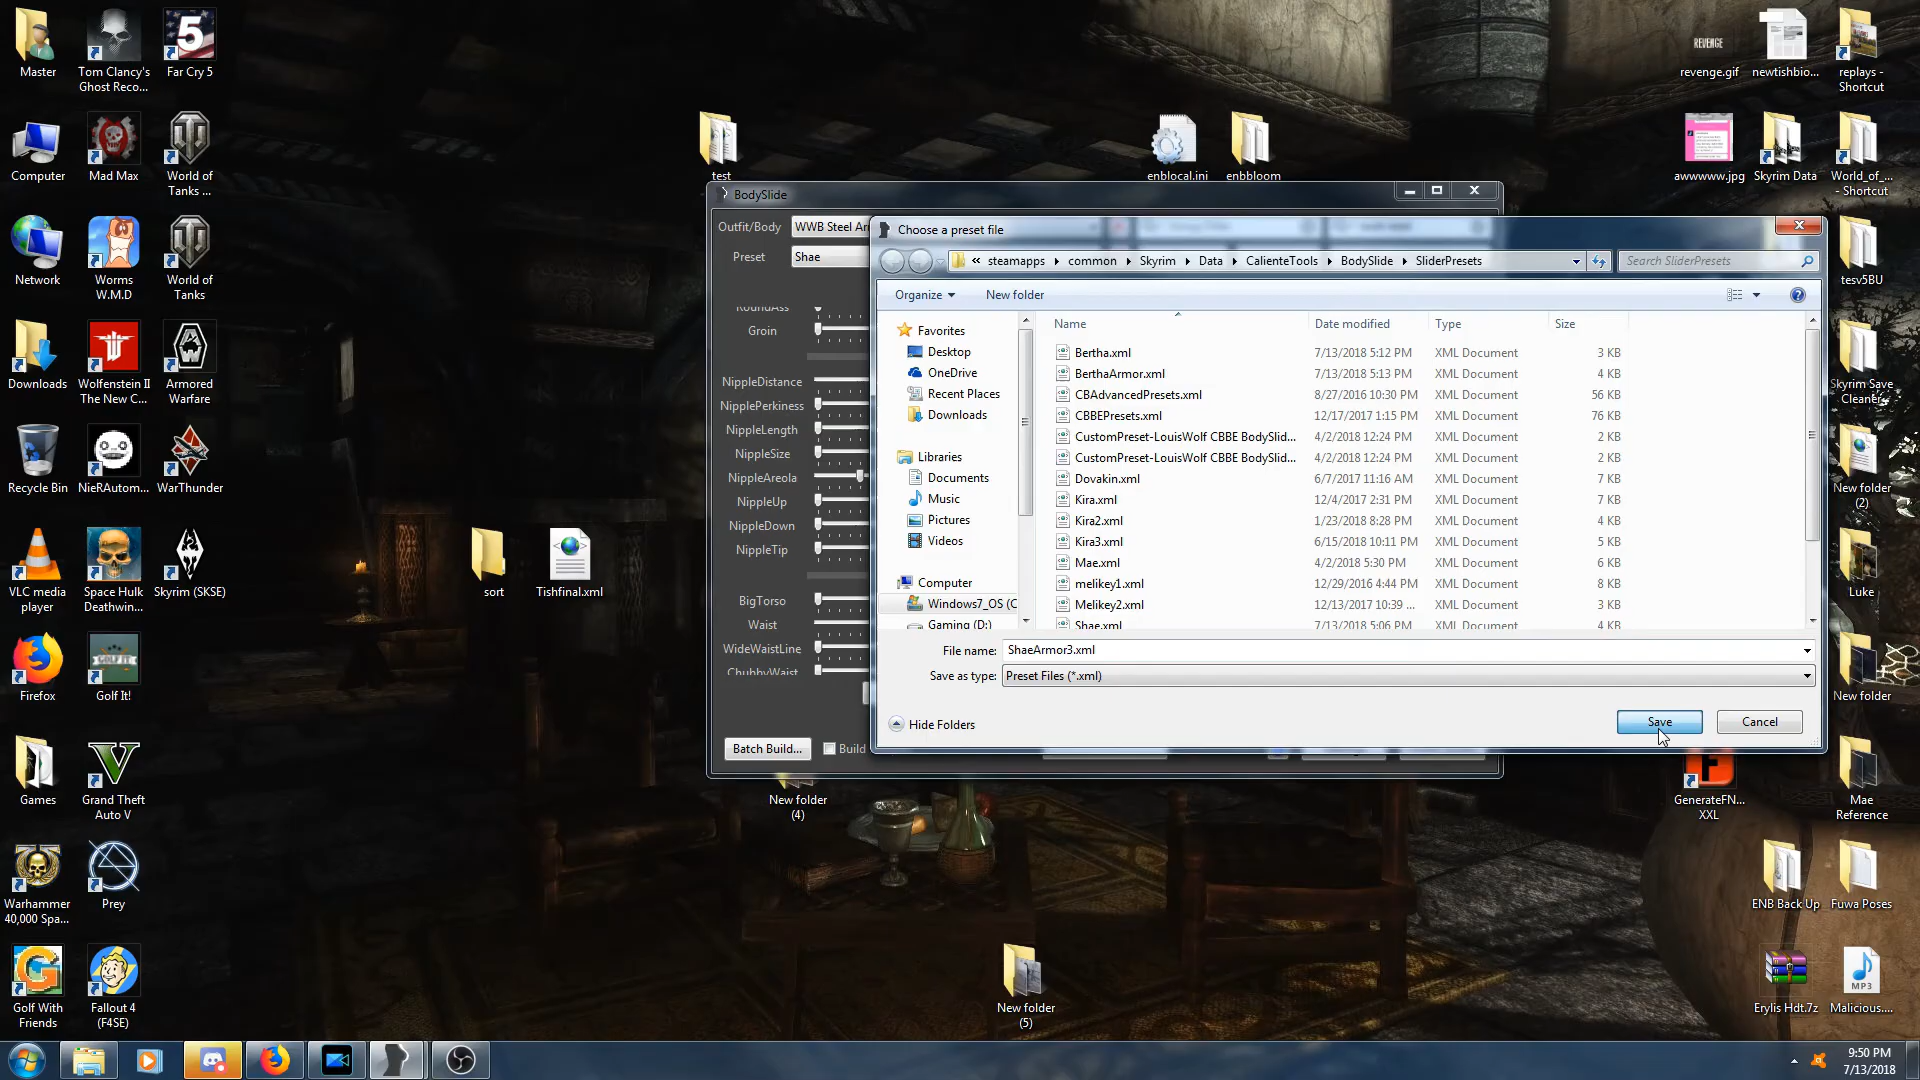 Master
Tom Clancy's
Ghost Reco...
Far Cry 5
Computer
Mad Max
World of
Tanks ...
Network
Worms
W.M.D
World of
Tanks
Downloads
Wolfenstein II
The New C...
Armored
Warfare
Recycle Bin
NieRAutom...
WarThunder
VLC media
player
Space Hulk
Deathwin...
Skyrim (SKSE)
Firefox
Golf It!
Games
Grand Theft
Auto V
Warhammer
40,000 Spa...
Prey
Golf With
Friends
Fallout 4
(F4SE)
sort
Tishfinal.xml
test
enblocal.ini
enbbloom
REVENGE
revenge.gif
newtishbio...
replays -
Shortcut
awwwww.jpg
Skyrim Data
World_of_...
- Shortcut
tesv5BU
Skyrim Save
Cleaner
New folder
(2)
Luke
New folder
Mae
Reference
GenerateFN...
XXL
ENB Back Up
Fuwa Poses
Erylis Hdt.7z
MP3
Malicious....
New folder
(4)
New folder
(5)
BodySlide
Outfit/Body
WWB Steel Ar
Preset
Shae
RoundAss
Groin
NippleDistance
NipplePerkiness
NippleLength
NippleSize
NippleAreola
NippleUp
NippleDown
NippleTip
BigTorso
Waist
WideWaistLine
ChubbyWaist
Batch Build...
Build
Choose a preset file
« steamapps common Skyrim Data CalienteTools BodySlide SliderPresets
Search SliderPresets
Organize
New folder
Favorites
Desktop
OneDrive
Recent Places
Downloads
Libraries
Documents
Music
Pictures
Videos
Computer
Windows7_OS (C
Gaming (D:)
Name Date modified Type Size
Bertha.xml 7/13/2018 5:12 PM XML Document 3 KB
BerthaArmor.xml 7/13/2018 5:13 PM XML Document 4 KB
CBAdvancedPresets.xml 8/27/2016 10:30 PM XML Document 56 KB
CBBEPresets.xml 12/17/2017 1:15 PM XML Document 76 KB
CustomPreset-LouisWolf CBBE BodySlid... 4/2/2018 12:24 PM XML Document 2 KB
CustomPreset-LouisWolf CBBE BodySlid... 4/2/2018 12:24 PM XML Document 2 KB
Dovakin.xml 6/7/2017 11:16 AM XML Document 7 KB
Kira.xml 12/4/2017 2:31 PM XML Document 7 KB
Kira2.xml 1/23/2018 8:28 PM XML Document 4 KB
Kira3.xml 6/15/2018 10:11 PM XML Document 5 KB
Mae.xml 4/2/2018 5:30 PM XML Document 6 KB
melikey1.xml 12/29/2016 4:44 PM XML Document 8 KB
Melikey2.xml 12/13/2017 10:39 ... XML Document 3 KB
Shae.xml 7/13/2018 5:06 PM XML Document 4 KB
File name: ShaeArmor3.xml
Save as type: Preset Files (*.xml)
Hide Folders
Save
Cancel
9:50 PM
7/13/2018